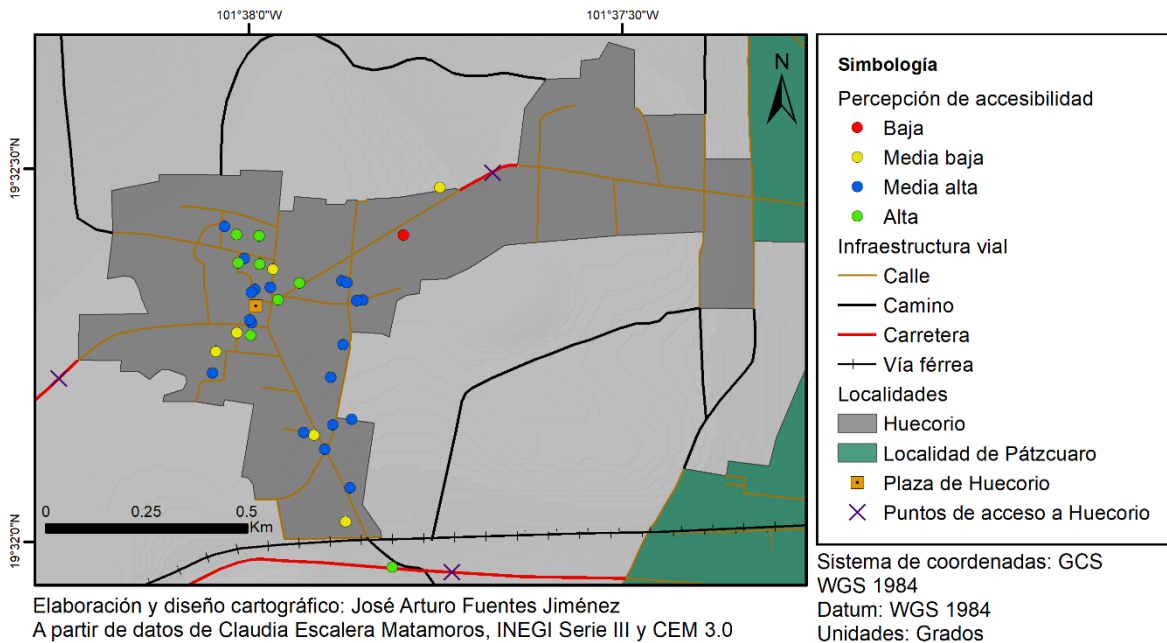 101°38'0"W
101°37'30"W
19°32'30"N
19°32'0"N
N
0
0.25
0.5
Km
Simbología
Percepción de accesibilidad
Baja
Media baja
Media alta
Alta
Infraestructura vial
Calle
Camino
Carretera
Vía férrea
Localidades
Huecorio
Localidad de Pátzcuaro
Plaza de Huecorio
Puntos de acceso a Huecorio
Elaboración y diseño cartográfico: José Arturo Fuentes Jiménez
A partir de datos de Claudia Escalera Matamoros, INEGI Serie III y CEM 3.0
Sistema de coordenadas: GCS
WGS 1984
Datum: WGS 1984
Unidades: Grados